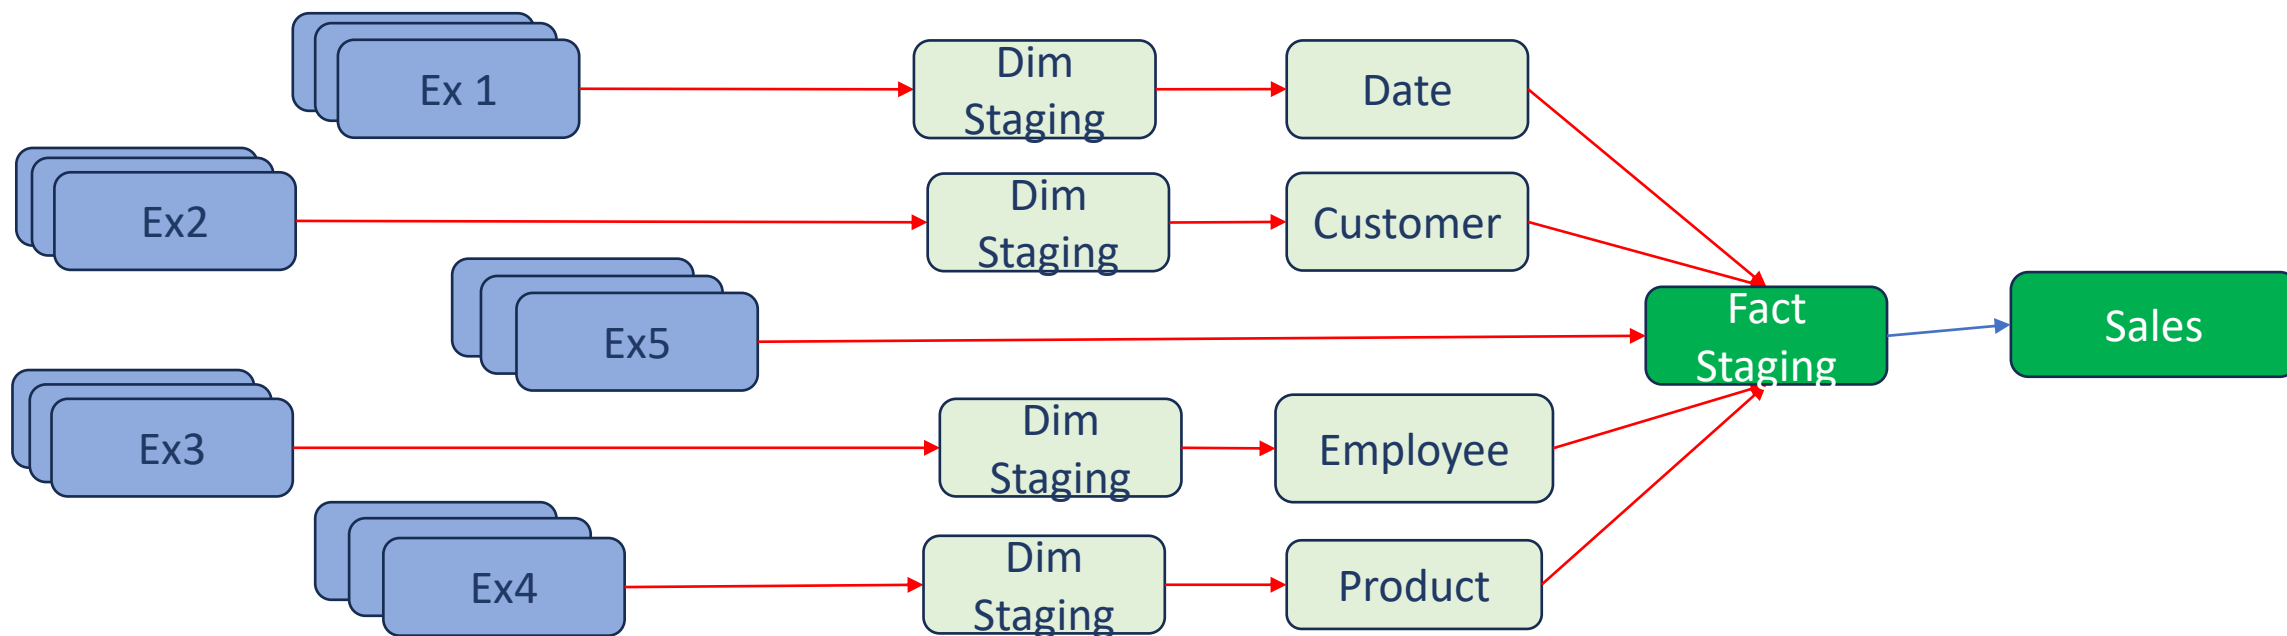 Ex 1
Dim
Staging
Date
Ex2
Dim
Staging
Customer
Ex5
Fact
Staging
Sales
Ex3
Dim
Staging
Employee
Ex4
Dim
Staging
Product